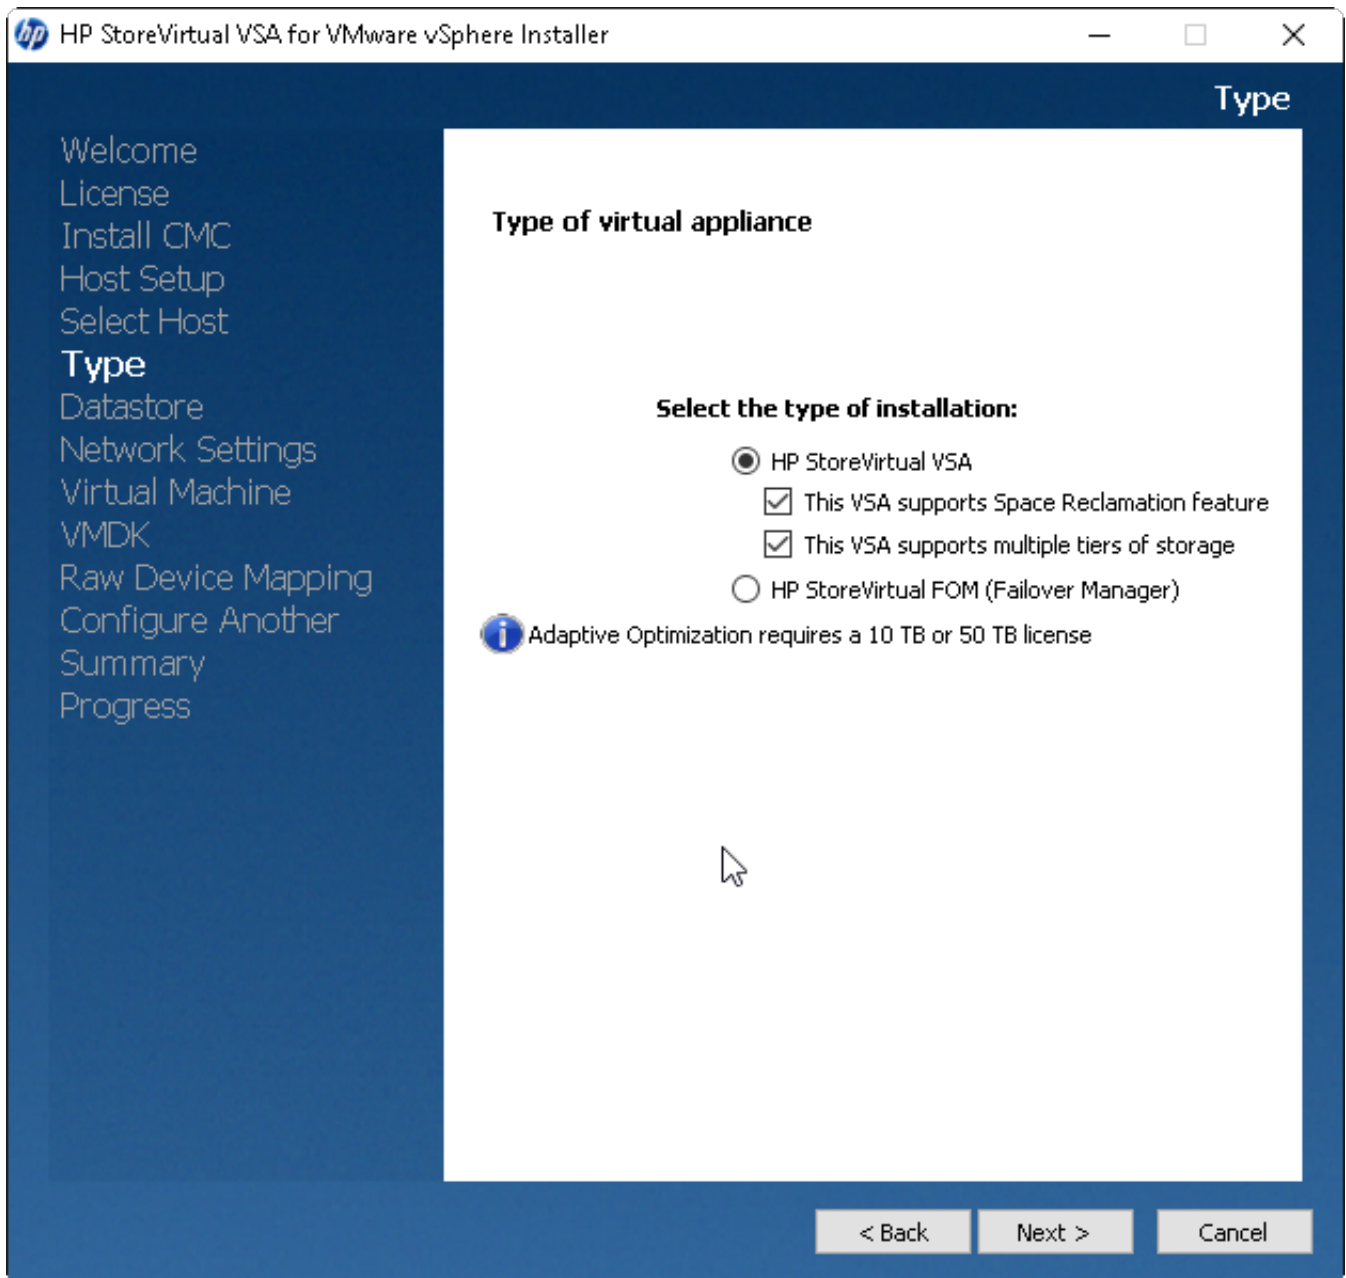 hp HP StoreVirtual VSA for VMware vSphere Installer
Type
Welcome
License
Install CMC
Host Setup
Select Host
Type
Datastore
Network Settings
Virtual Machine
VMDK
Raw Device Mapping
Configure Another
Summary
Progress
Type of virtual appliance
Select the type of installation:
HP StoreVirtual VSA
This VSA supports Space Reclamation feature
This VSA supports multiple tiers of storage
HP StoreVirtual FOM (Failover Manager)
i Adaptive Optimization requires a 10 TB or 50 TB license
< Back
Next >
Cancel